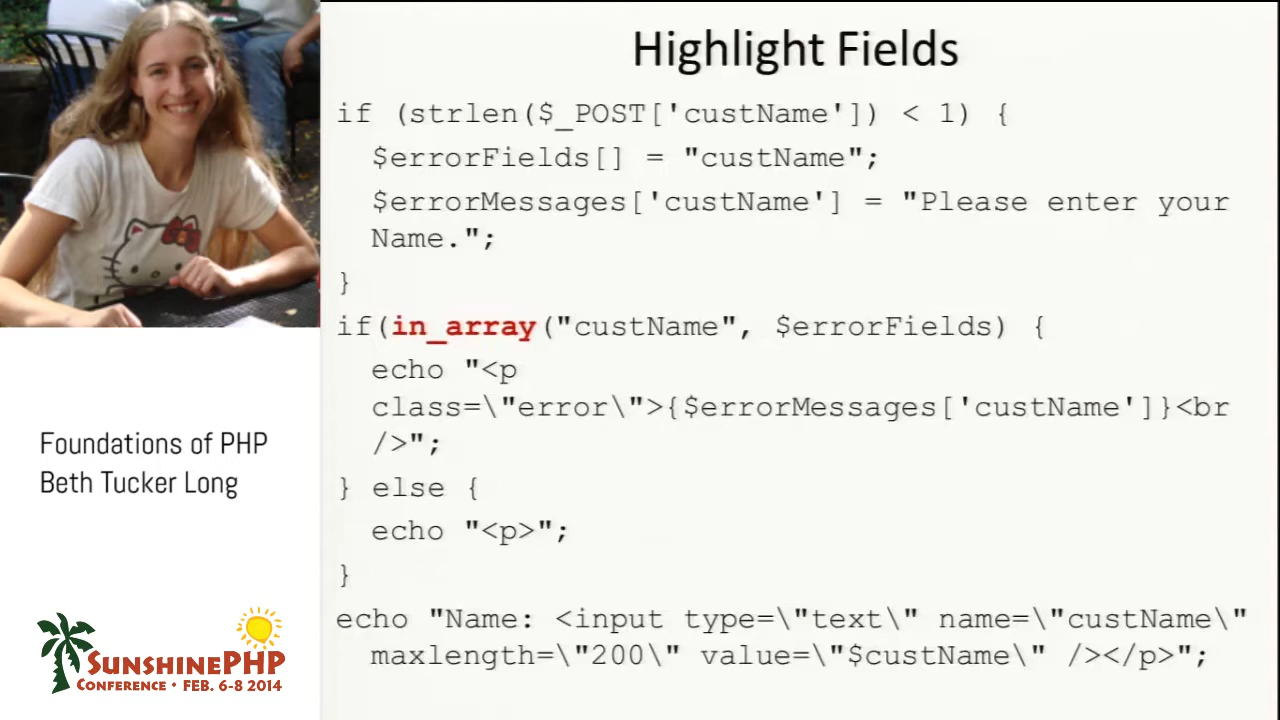 Highlight Fields
if (strlen($_POST['custName']) < 1) {
$errorFields[] = "custName";
$errorMessages['custName'] = "Please enter your
Name.";
}
if(in_array("custName", $errorFields) {
echo "<p
class=\"error\">{$errorMessages['custName']}<br
/>";
} else {
echo "<p>";
}
echo "Name: <input type=\"text\" name=\"custName\"
maxlength=\"200\" value=\"$custName\" /></p>";
Foundations of PHP
Beth Tucker Long
SUNSHINEPHP
CONFERENCE • FEB. 6-8 2014